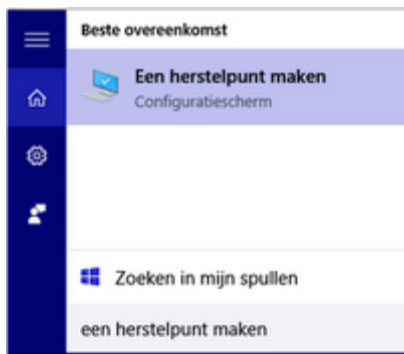 Beste overeenkomst
Een herstelpunt maken
Configuratiescherm
Zoeken in mijn spullen
een herstelpunt maken